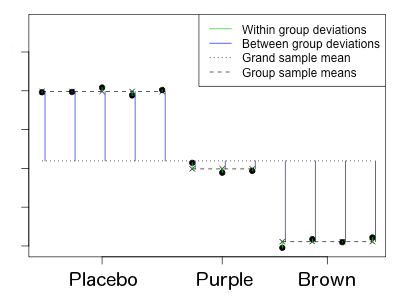 Within group deviations
Between group deviations
Grand sample mean
Group sample means
Placebo Purple Brown